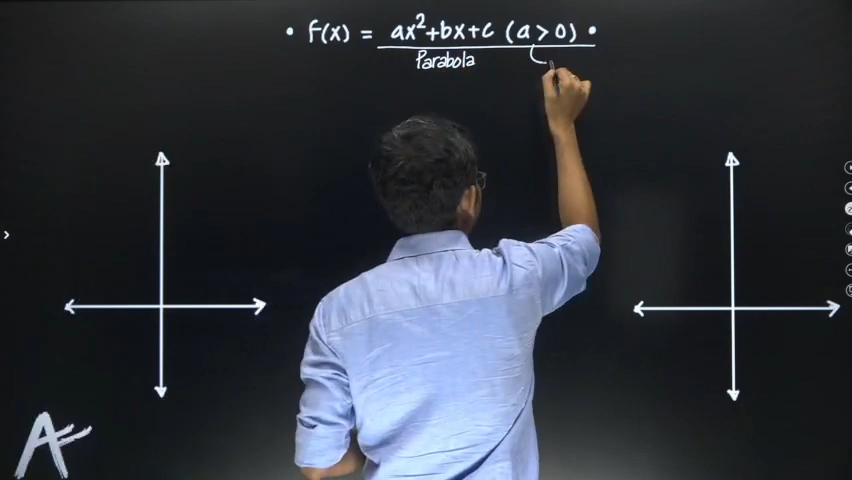 • f(x) = ax²+bx+c (a > 0) •
Parabola